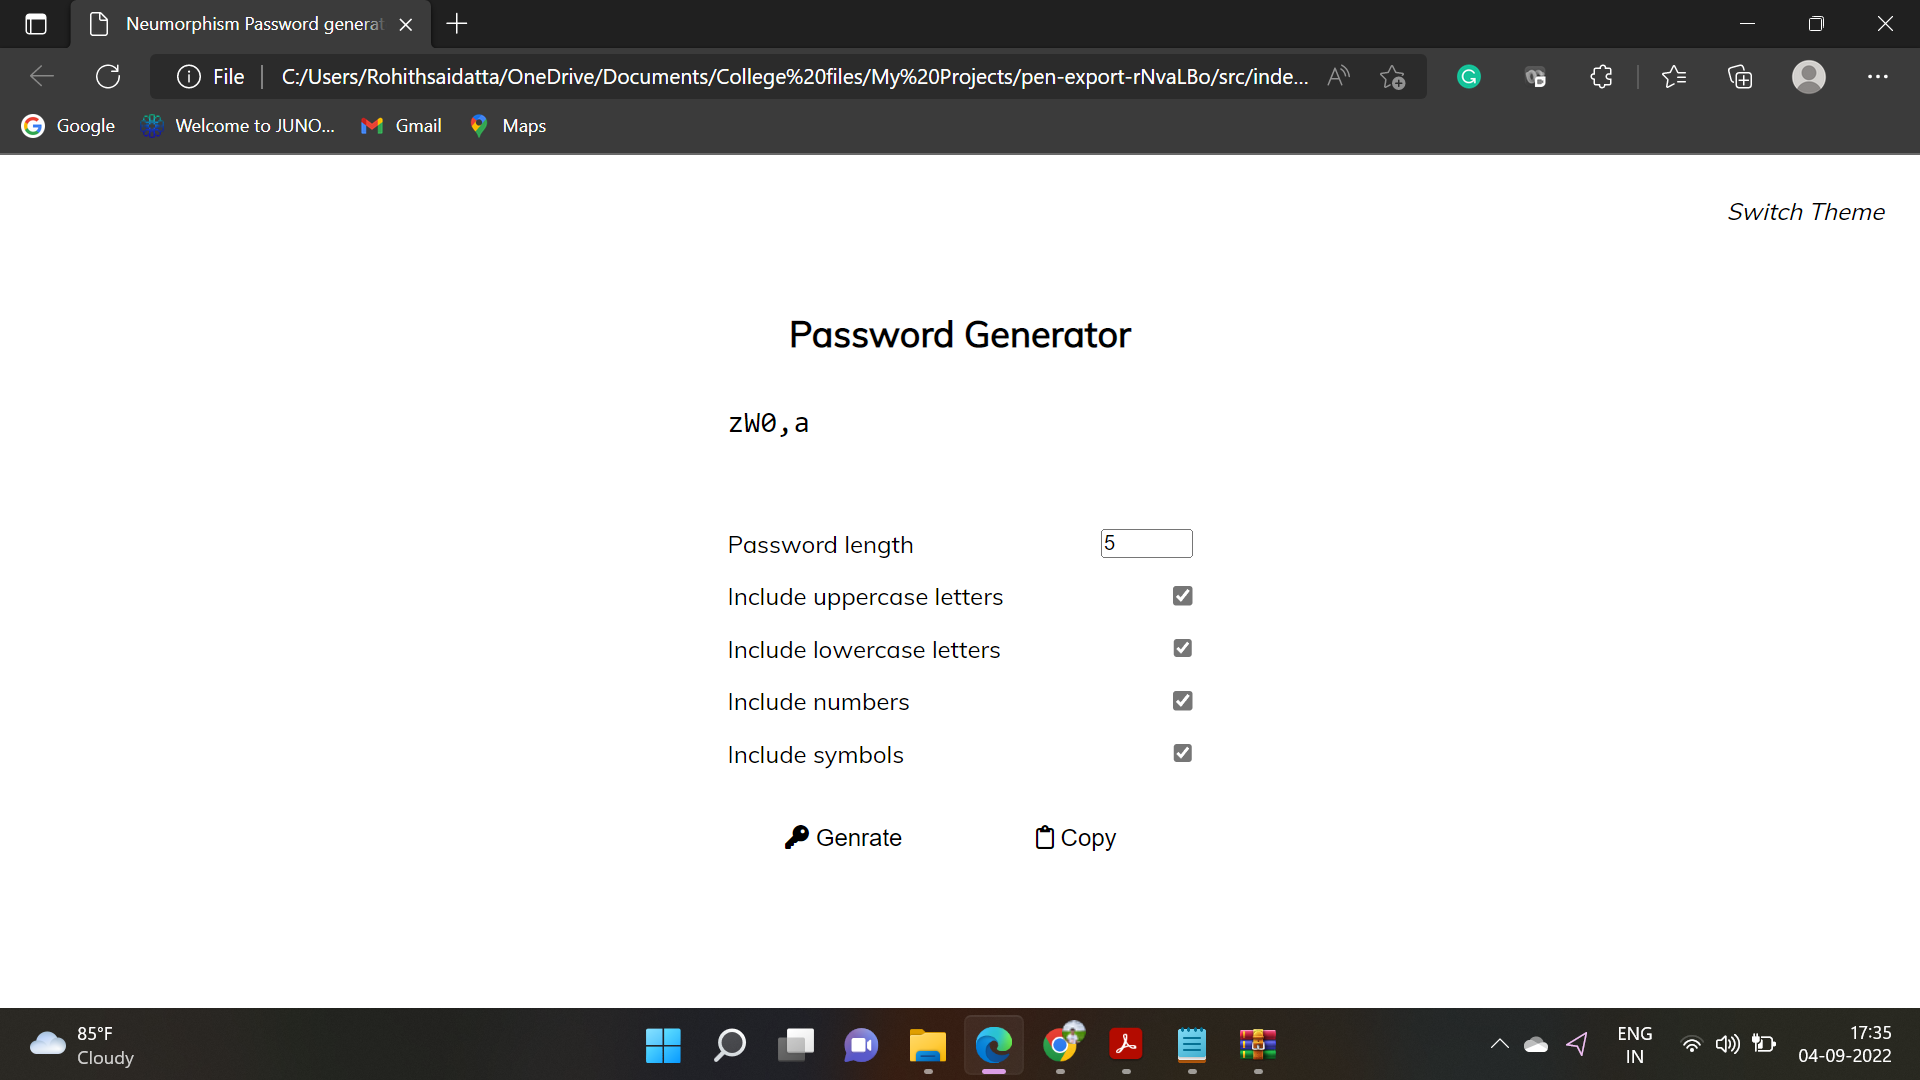 Neumorphism Password generat
File
C:/Users/Rohithsaidatta/OneDrive/Documents/College%20files/My%20Projects/pen-export-rNvaLBo/src/inde...
Google
Welcome to JUNO...
Gmail
Maps
Switch Theme
Password Generator
zW0,a
Password length
5
Include uppercase letters
Include lowercase letters
Include numbers
Include symbols
Genrate
Copy
85°F
Cloudy
ENG
IN
17:35
04-09-2022